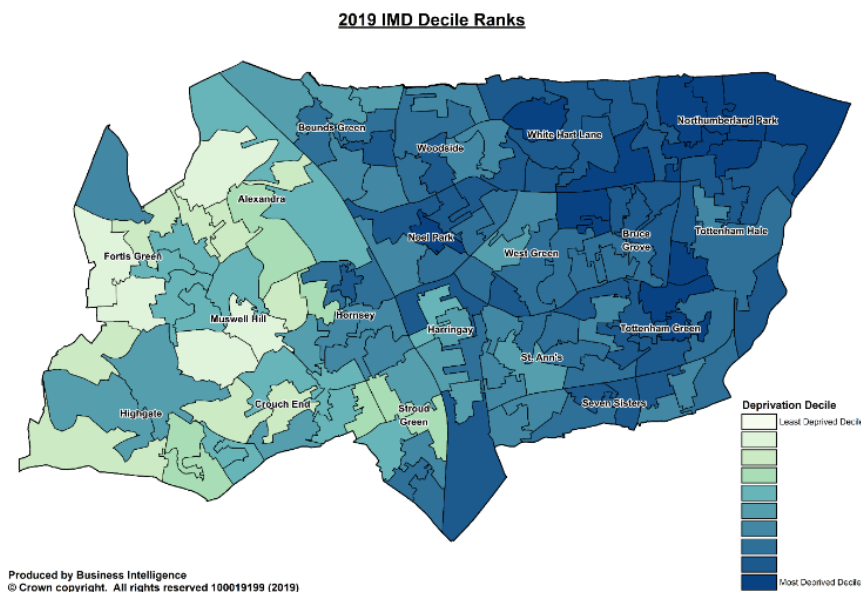 2019 IMD Decile Ranks
Bounds Green
Woodside
White Hart Lane
Northumberland Park
Alexandra
Noel Park
West Green
Bruce
Grove
Tottenham Hale
Fortis Green
Muswell Hill
Hornsey
Harringay
Tottenham Green
St. Ann's
Highgate
Crouch End
Stroud
Green
Seven Sisters
Deprivation Decile
Least Deprived Decile
Most Deprived Decile
Produced by Business Intelligence
© Crown copyright. All rights reserved 100019199 (2019)